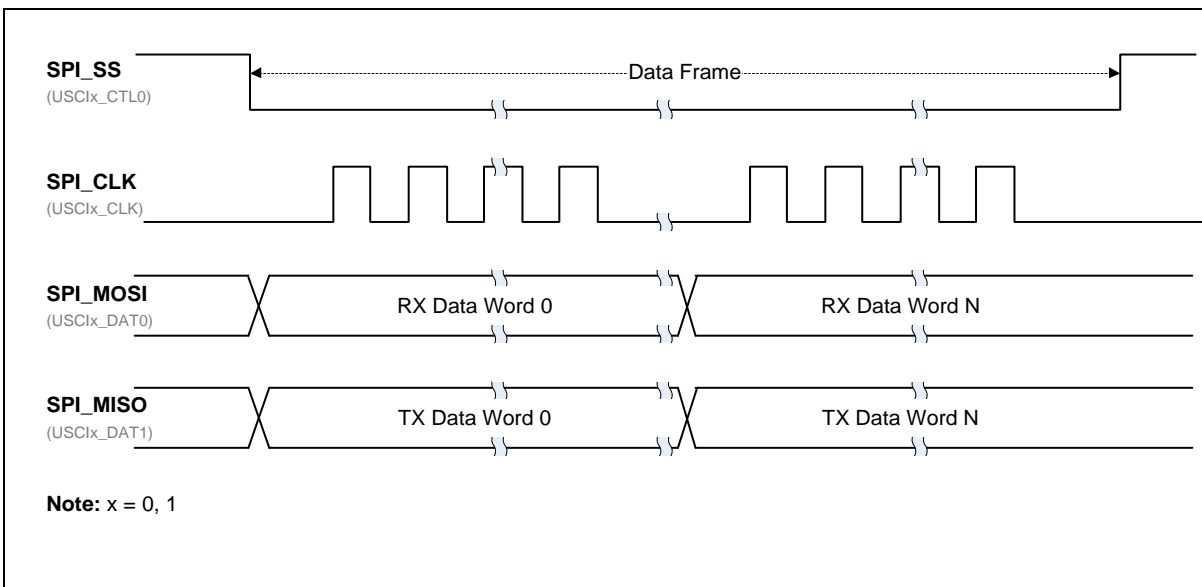 SPI_SS
(USCIx_CTL0)
Data Frame
SPI_CLK
(USCIx_CLK)
SPI_MOSI
(USCIx_DAT0)
RX Data Word 0
RX Data Word N
SPI_MISO
(USCIx_DAT1)
TX Data Word 0
TX Data Word N
Note: x = 0, 1